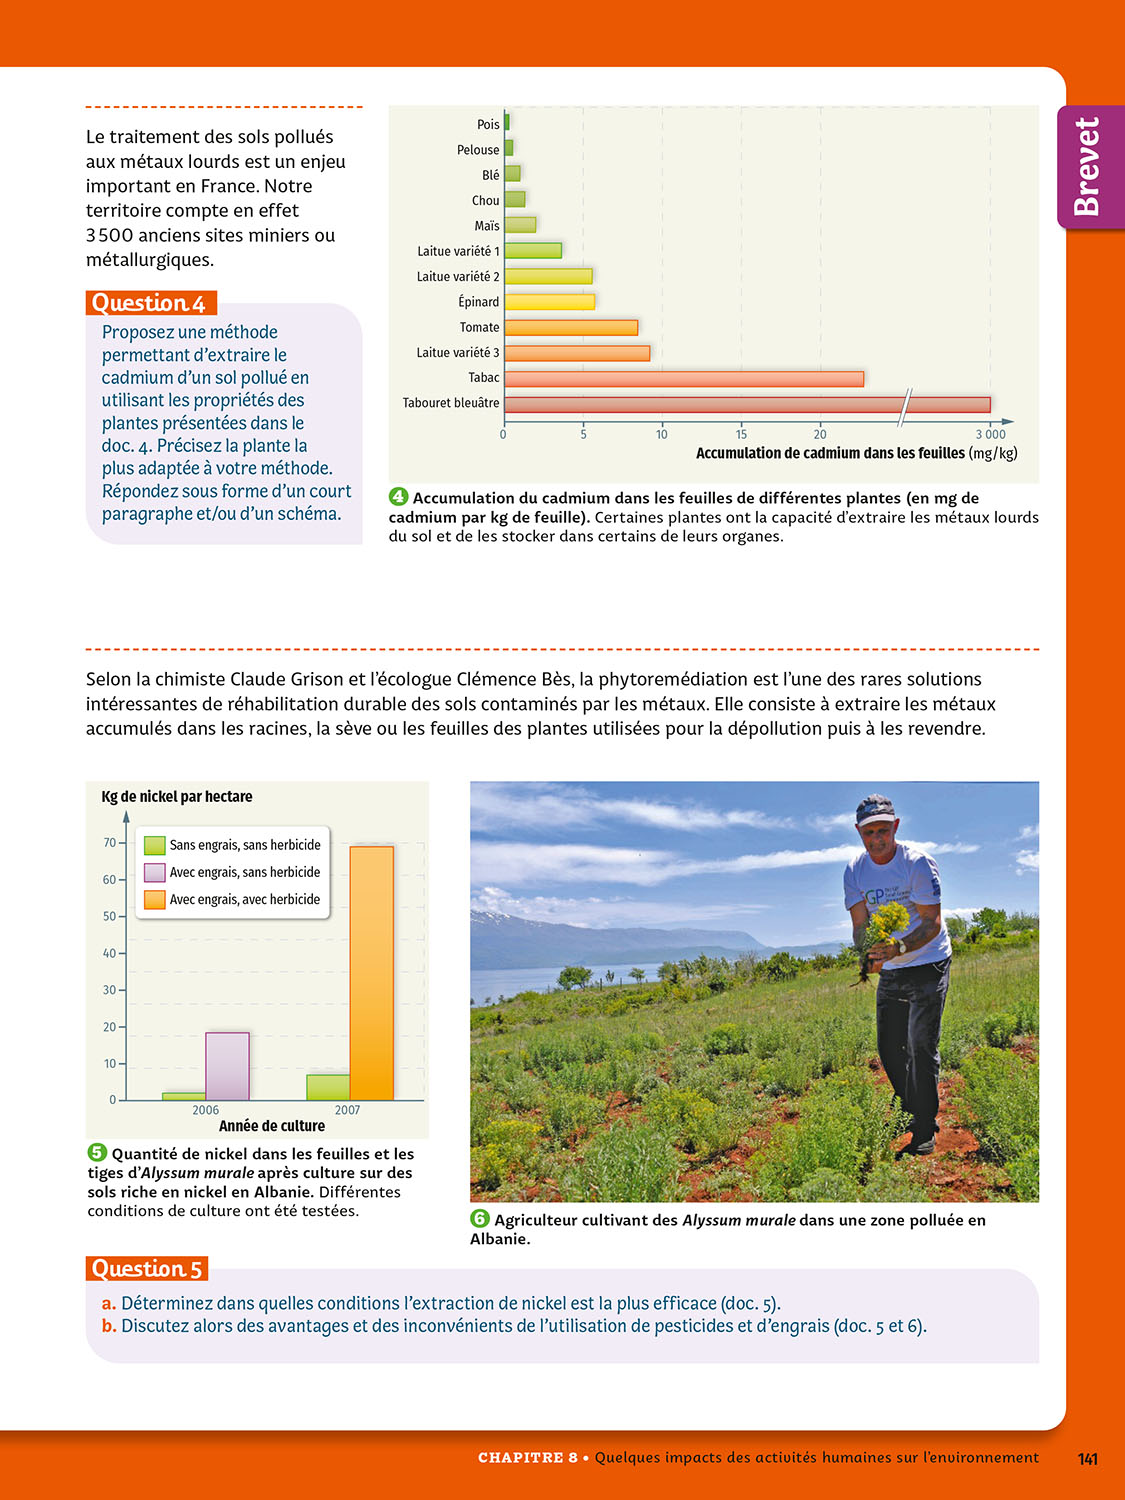 Brevet
Le traitement des sols pollués
aux métaux lourds est un enjeu
important en France. Notre
territoire compte en effet
3 500 anciens sites miniers ou
métallurgiques.
Question 4
Proposez une méthode
permettant d'extraire le
cadmium d'un sol pollué en
utilisant les propriétés des
plantes présentées dans le
doc. 4. Précisez la plante la
plus adaptée à votre méthode.
Répondez sous forme d'un court
paragraphe et/ou d'un schéma.
Pois
Pelouse
Blé
Chou
Maïs
Laitue variété 1
Laitue variété 2
Épinard
Tomate
Laitue variété 3
Tabac
Tabouret bleuâtre
0 5 10 15 20 3 000
Accumulation de cadmium dans les feuilles (mg/kg)
4 Accumulation du cadmium dans les feuilles de différentes plantes (en mg de
cadmium par kg de feuille). Certaines plantes ont la capacité d'extraire les métaux lourds
du sol et de les stocker dans certains de leurs organes.
Selon la chimiste Claude Grison et l'écologue Clémence Bès, la phytoremédiation est l'une des rares solutions
intéressantes de réhabilitation durable des sols contaminés par les métaux. Elle consiste à extraire les métaux
accumulés dans les racines, la sève ou les feuilles des plantes utilisées pour la dépollution puis à les revendre.
Kg de nickel par hectare
70
60
50
40
30
20
10
0
Sans engrais, sans herbicide
Avec engrais, sans herbicide
Avec engrais, avec herbicide
2006 2007
Année de culture
5 Quantité de nickel dans les feuilles et les
tiges d'Alyssum murale après culture sur des
sols riche en nickel en Albanie. Différentes
conditions de culture ont été testées.
GP
6 Agriculteur cultivant des Alyssum murale dans une zone polluée en
Albanie.
Question 5
a. Déterminez dans quelles conditions l'extraction de nickel est la plus efficace (doc. 5).
b. Discutez alors des avantages et des inconvénients de l'utilisation de pesticides et d'engrais (doc. 5 et 6).
CHAPITRE 8 • Quelques impacts des activités humaines sur l'environnement 141